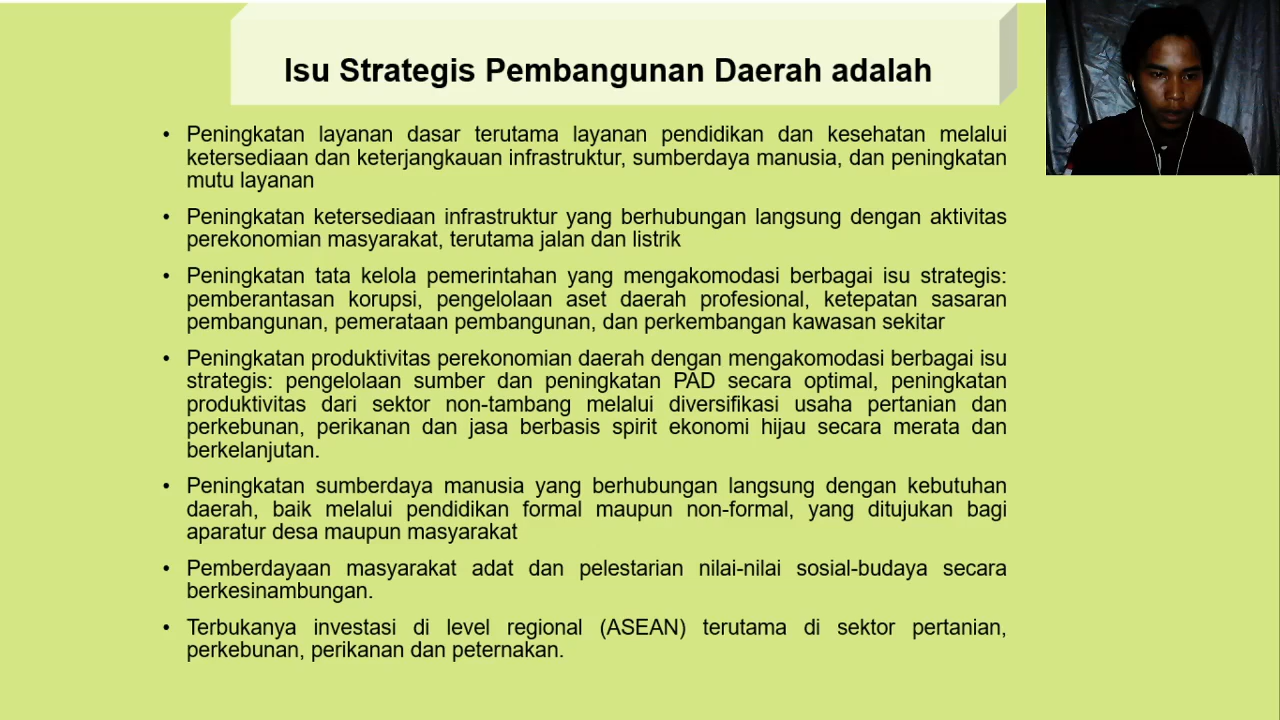 Isu Strategis Pembangunan Daerah adalah
• Peningkatan layanan dasar terutama layanan pendidikan dan kesehatan melalui
ketersediaan dan keterjangkauan infrastruktur, sumberdaya manusia, dan peningkatan
mutu layanan
• Peningkatan ketersediaan infrastruktur yang berhubungan langsung dengan aktivitas
perekonomian masyarakat, terutama jalan dan listrik
• Peningkatan tata kelola pemerintahan yang mengakomodasi berbagai isu strategis:
pemberantasan korupsi, pengelolaan aset daerah profesional, ketepatan sasaran
pembangunan, pemerataan pembangunan, dan perkembangan kawasan sekitar
• Peningkatan produktivitas perekonomian daerah dengan mengakomodasi berbagai isu
strategis: pengelolaan sumber dan peningkatan PAD secara optimal, peningkatan
produktivitas dari sektor non-tambang melalui diversifikasi usaha pertanian dan
perkebunan, perikanan dan jasa berbasis spirit ekonomi hijau secara merata dan
berkelanjutan.
• Peningkatan sumberdaya manusia yang berhubungan langsung dengan kebutuhan
daerah, baik melalui pendidikan formal maupun non-formal, yang ditujukan bagi
aparatur desa maupun masyarakat
• Pemberdayaan masyarakat adat dan pelestarian nilai-nilai sosial-budaya secara
berkesinambungan.
• Terbukanya investasi di level regional (ASEAN) terutama di sektor pertanian,
perkebunan, perikanan dan peternakan.